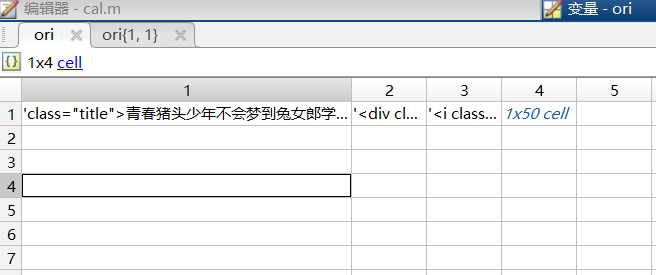 编辑器 - cal.m
变量 - ori
ori
ori{1, 1}
{}
1x4 cell
1 2 3 4 5
1 'class="title">青春猪头少年不会梦到兔女郎学... '<div cl... '<i class... 1x50 cell
2
3
4
5
6
7